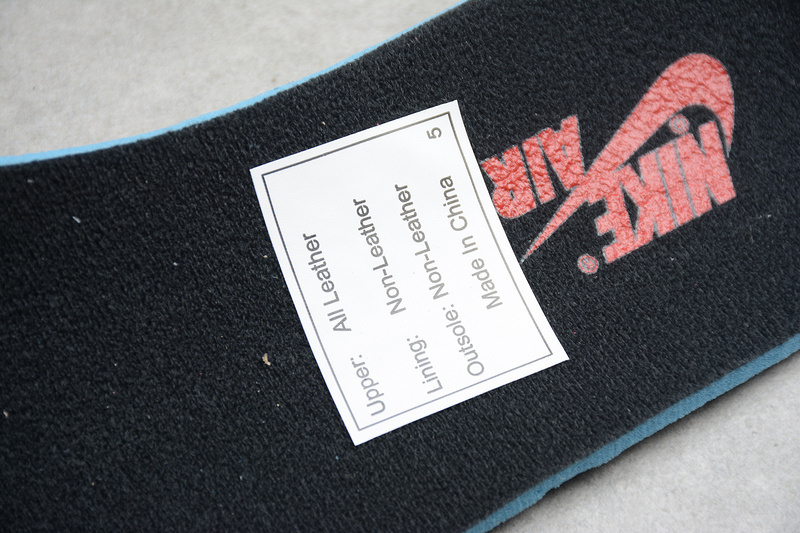 Upper: All Leather
Lining: Non-Leather
Outsole: Non-Leather
Made In China 5
NIKE®
AIR